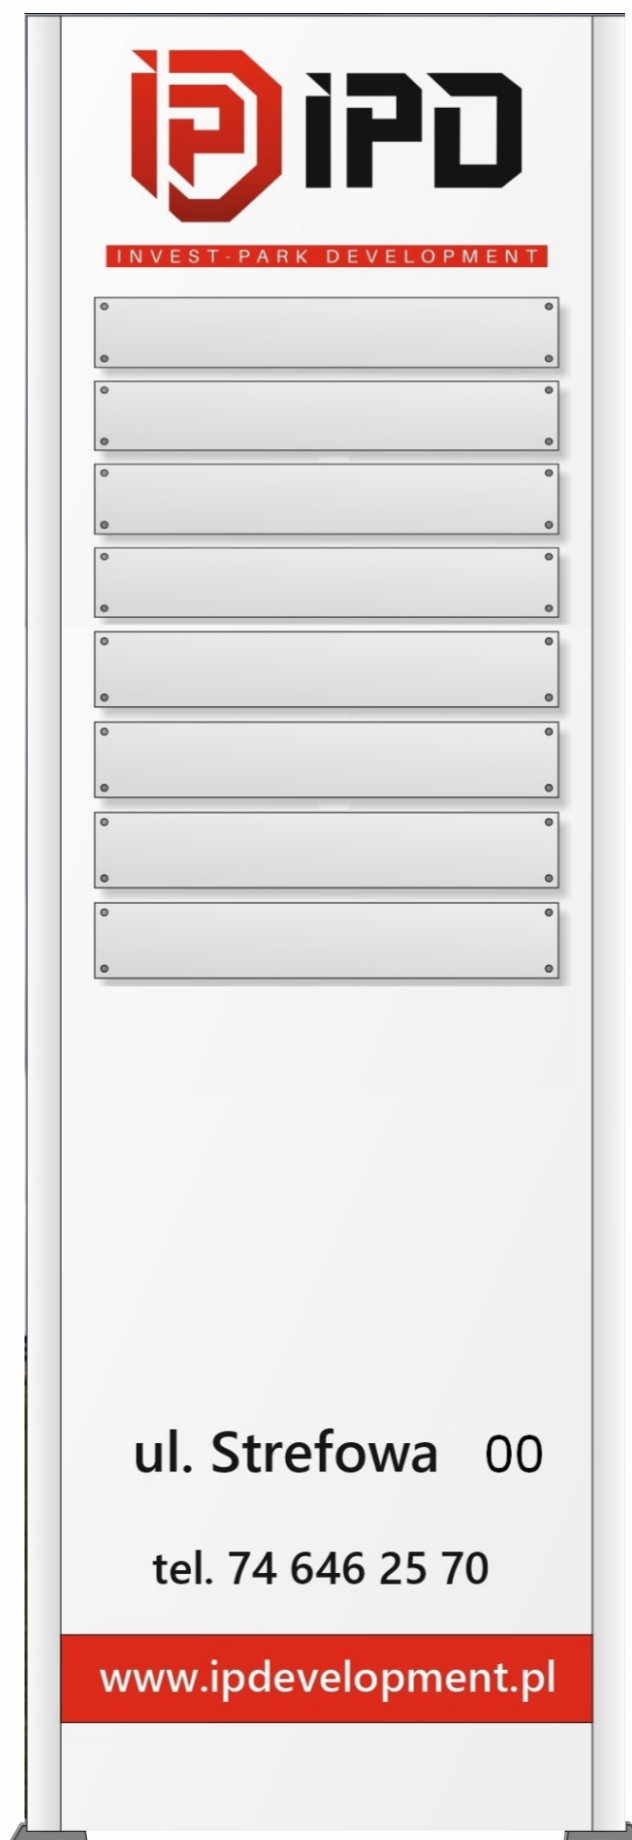 IPD
INVEST-PARK DEVELOPMENT
ul. Strefowa 00
tel. 74 646 25 70
www.ipdevelopment.pl